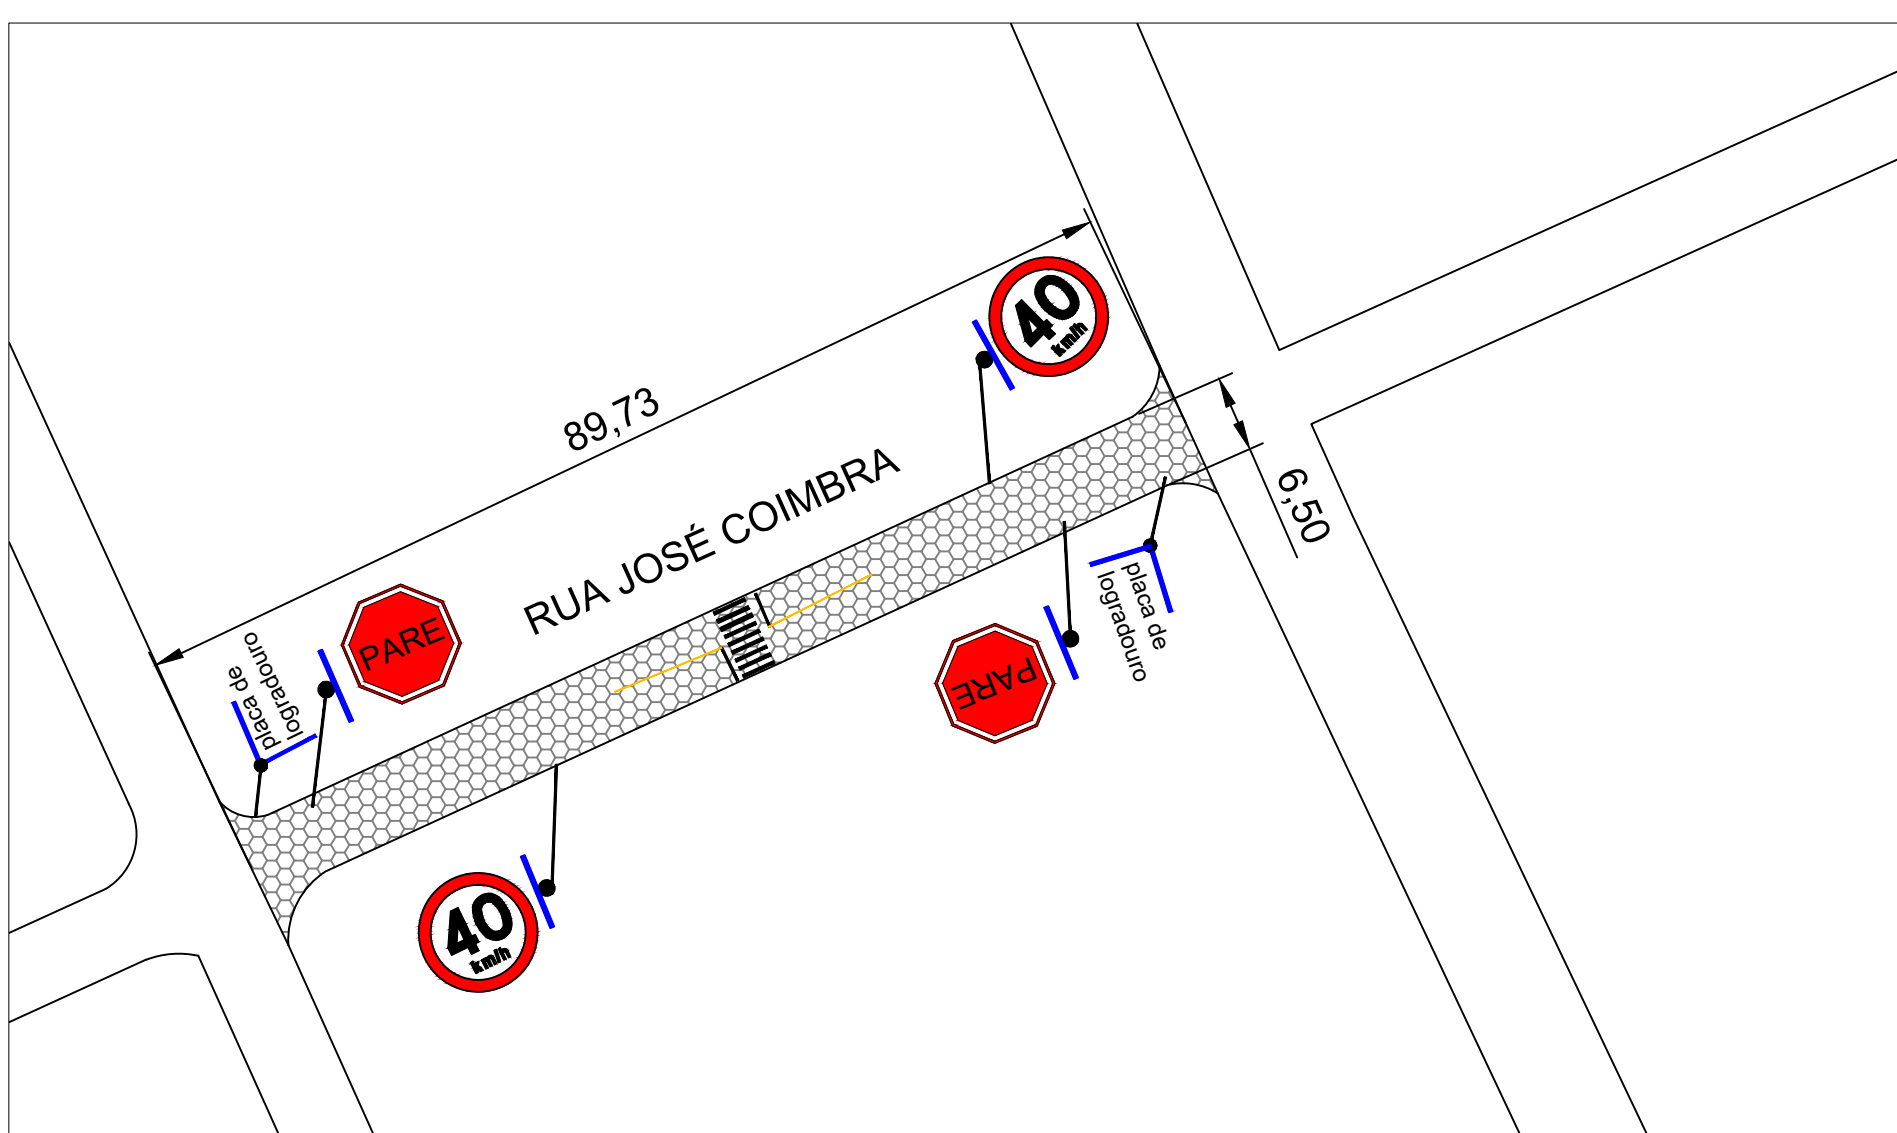 40
km/h
89,73
RUA JOSÉ COIMBRA
6,50
PARE
placa de
logradouro
placa de
logradouro
PARE
40
km/h